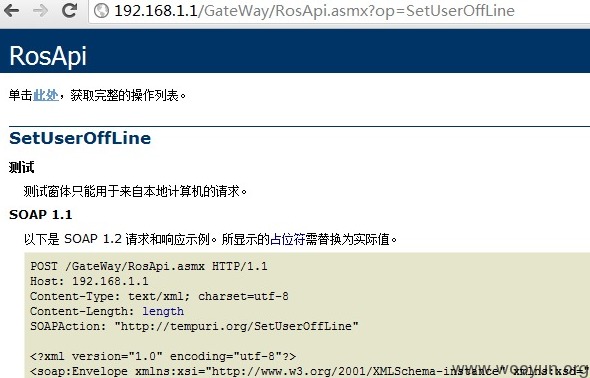 192.168.1.1/GateWay/RosApi.asmx?op=SetUserOffLine
RosApi
单击此处，获取完整的操作列表。
SetUserOffLine
测试
测试窗体只能用于来自本地计算机的请求。
SOAP 1.1
以下是 SOAP 1.2 请求和响应示例。所显示的占位符需替换为实际值。
POST /GateWay/RosApi.asmx HTTP/1.1
Host: 192.168.1.1
Content-Type: text/xml; charset=utf-8
Content-Length: length
SOAPAction: "http://tempuri.org/SetUserOffLine"
<?xml version="1.0" encoding="utf-8"?>
<soap:Envelope xmlns:xsi="http://www.w3.org/2001/XMLSchema-instance" xmlns:xsd="
www.wooyun.org